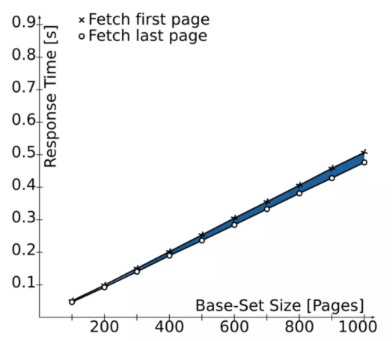 0.9
0.8
0.7
0.6
0.5
0.4
0.3
0.2
0.1
Response Time [s]
× Fetch first page
o Fetch last page
Base-Set Size [Pages]
200 400 600 800 1000